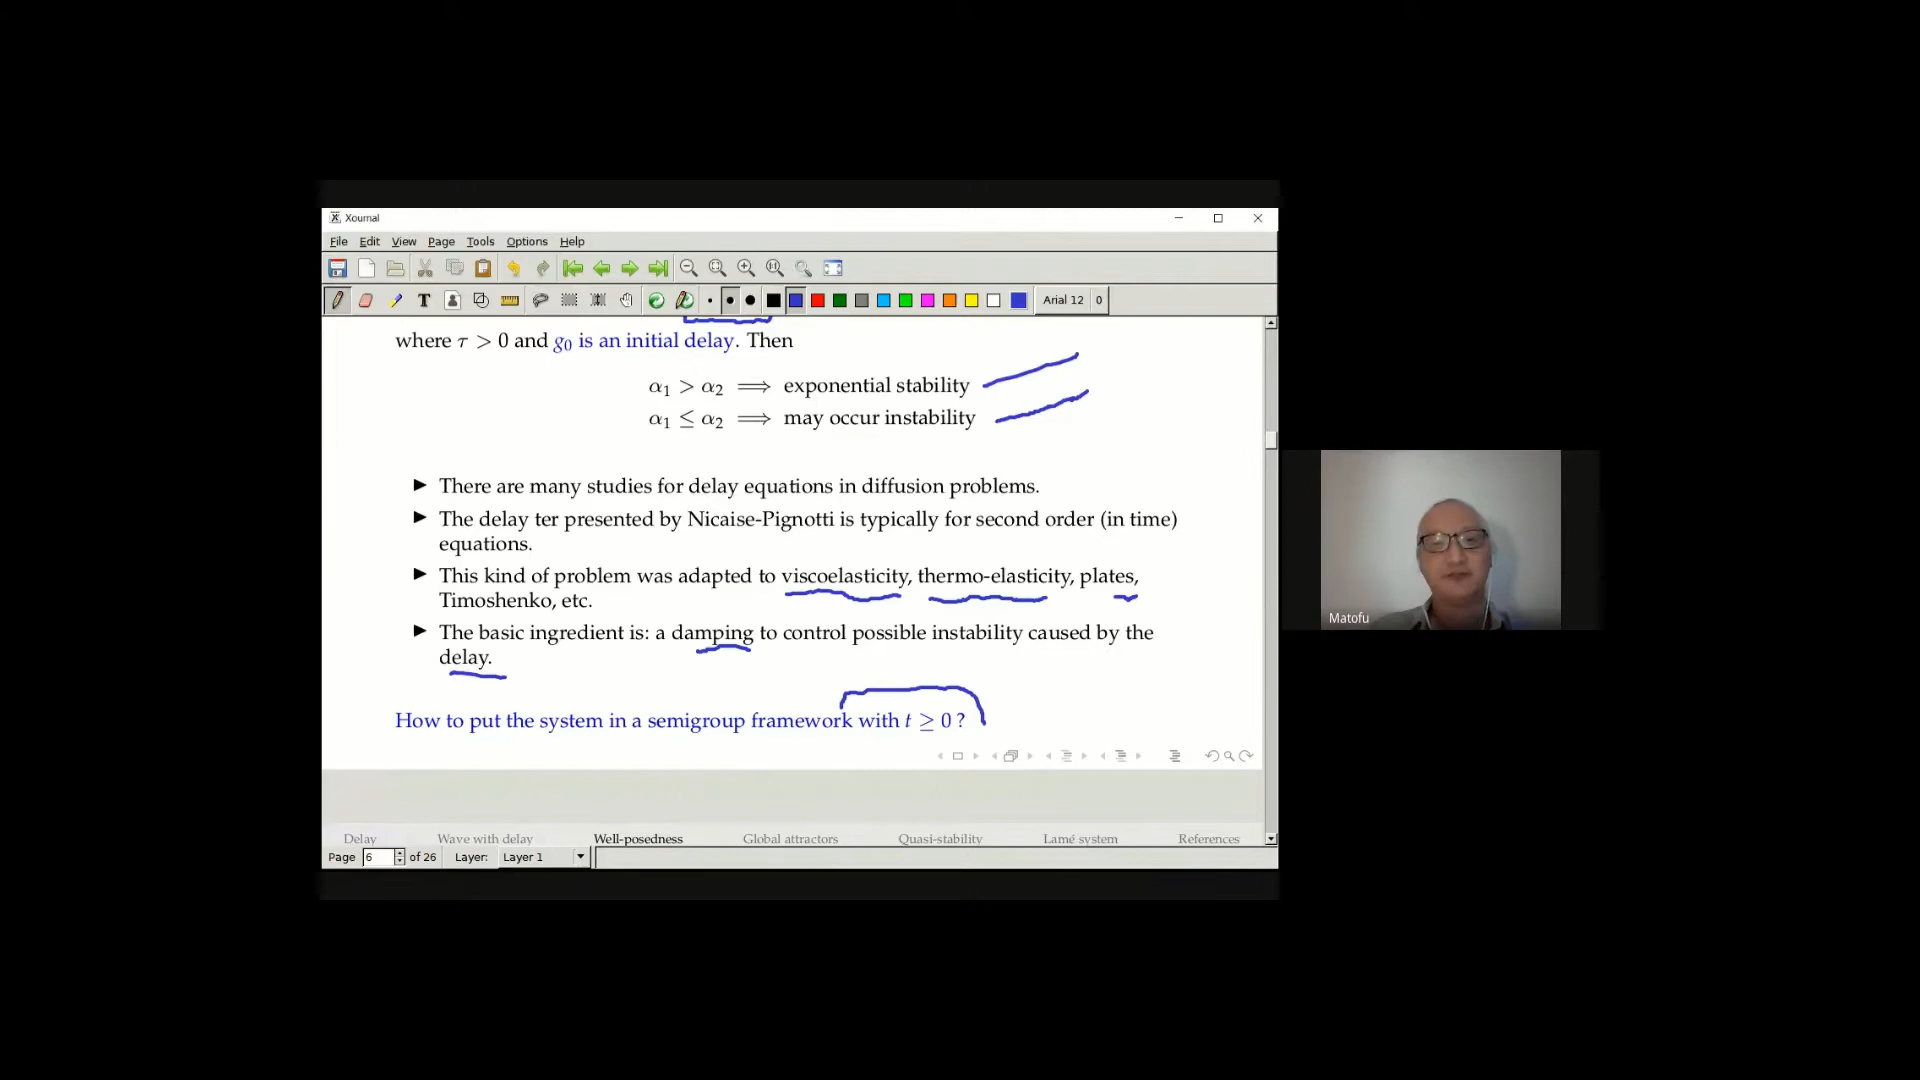 Xournal
File Edit View Page Tools Options Help
Arial 12 0
where τ > 0 and g₀ is an initial delay. Then
α₁ > α₂ ⟹ exponential stability
α₁ ≤ α₂ ⟹ may occur instability
▶ There are many studies for delay equations in diffusion problems.
▶ The delay ter presented by Nicaise-Pignotti is typically for second order (in time)
equations.
▶ This kind of problem was adapted to viscoelasticity, thermo-elasticity, plates,
Timoshenko, etc.
▶ The basic ingredient is: a damping to control possible instability caused by the
delay.
How to put the system in a semigroup framework with t ≥ 0 ?
Delay Wave with delay Well-posedness Global attractors Quasi-stability Lamé system References
Page 6 of 26 Layer: Layer 1
Matofu